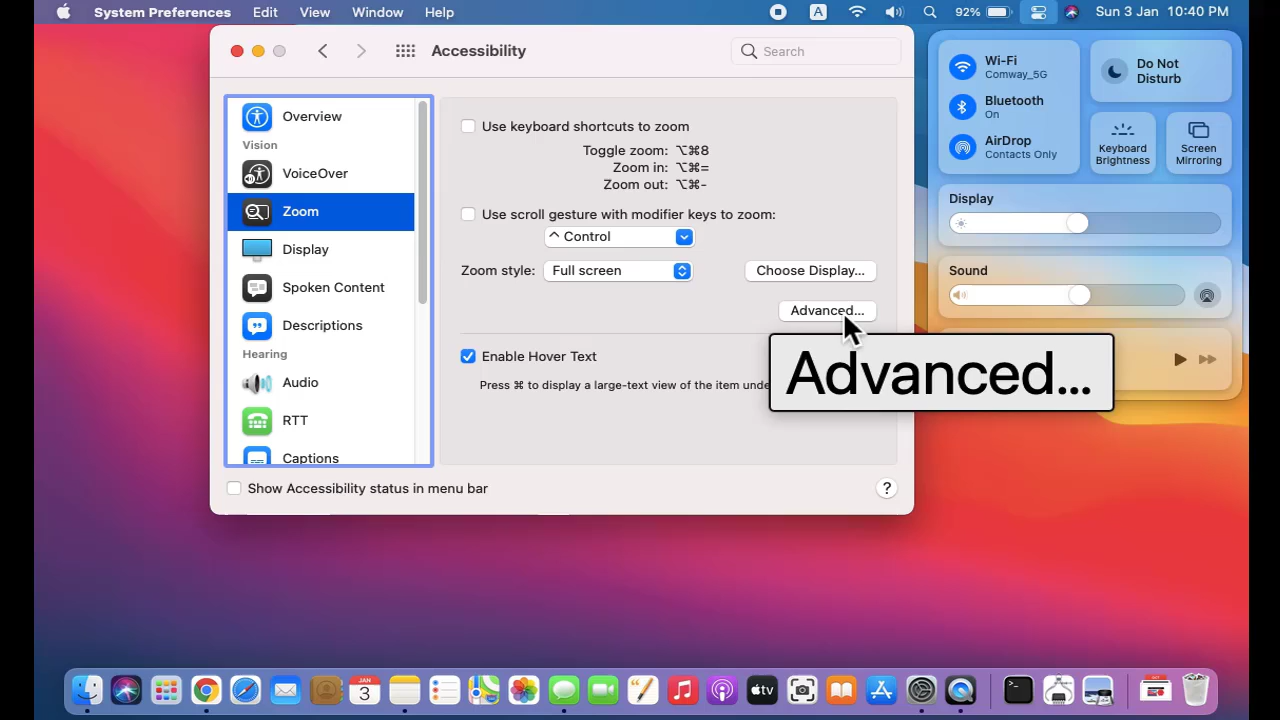 System Preferences Edit View Window Help
A 92% Sun 3 Jan 10:40 PM
Accessibility
Search
Overview
Vision
VoiceOver
Zoom
Display
Spoken Content
Descriptions
Hearing
Audio
RTT
Captions
Use keyboard shortcuts to zoom
Toggle zoom: ⌥⌘8
Zoom in: ⌥⌘=
Zoom out: ⌥⌘-
Use scroll gesture with modifier keys to zoom:
^ Control
Zoom style: Full screen Choose Display...
Advanced...
Enable Hover Text
Press ⌘ to display a large-text view of the item unde
Advanced...
Show Accessibility status in menu bar ?
Wi-Fi
Comway_5G
Bluetooth
On
AirDrop
Contacts Only
Do Not
Disturb
Keyboard
Brightness
Screen
Mirroring
Display
Sound
JAN
3
tv